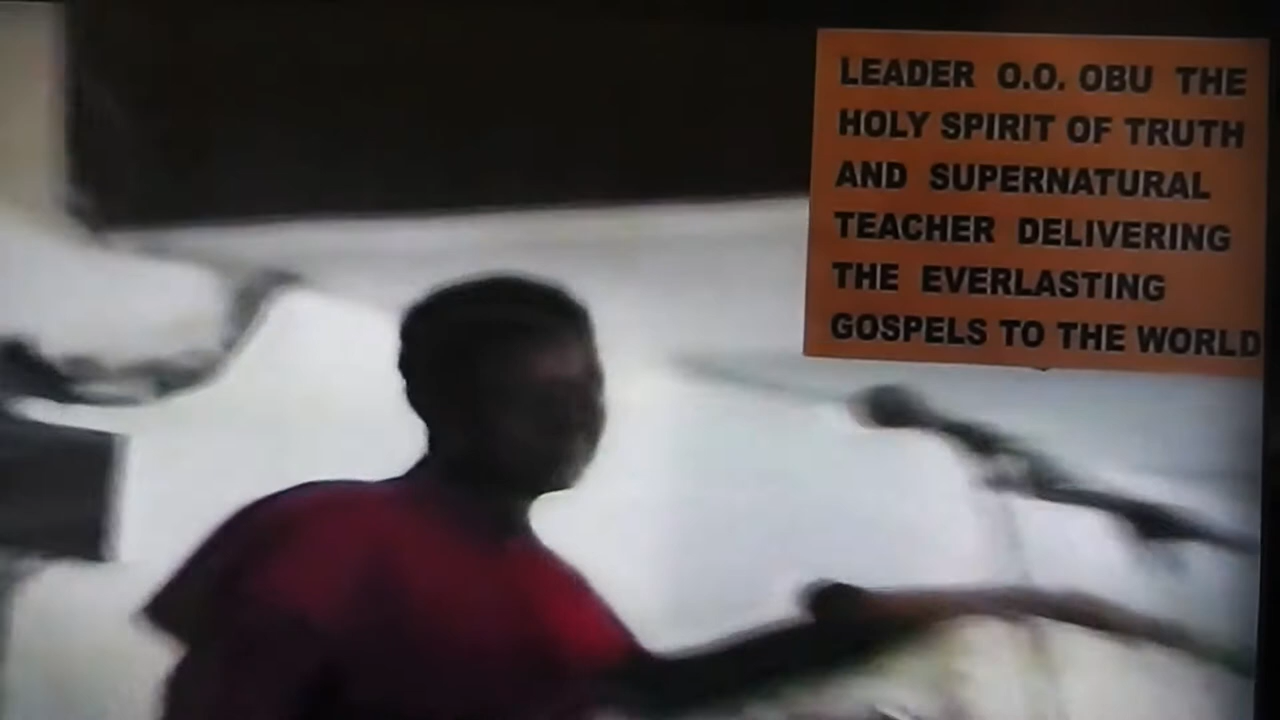 LEADER O.O. OBU THE
HOLY SPIRIT OF TRUTH
AND SUPERNATURAL
TEACHER DELIVERING
THE EVERLASTING
GOSPELS TO THE WORLD